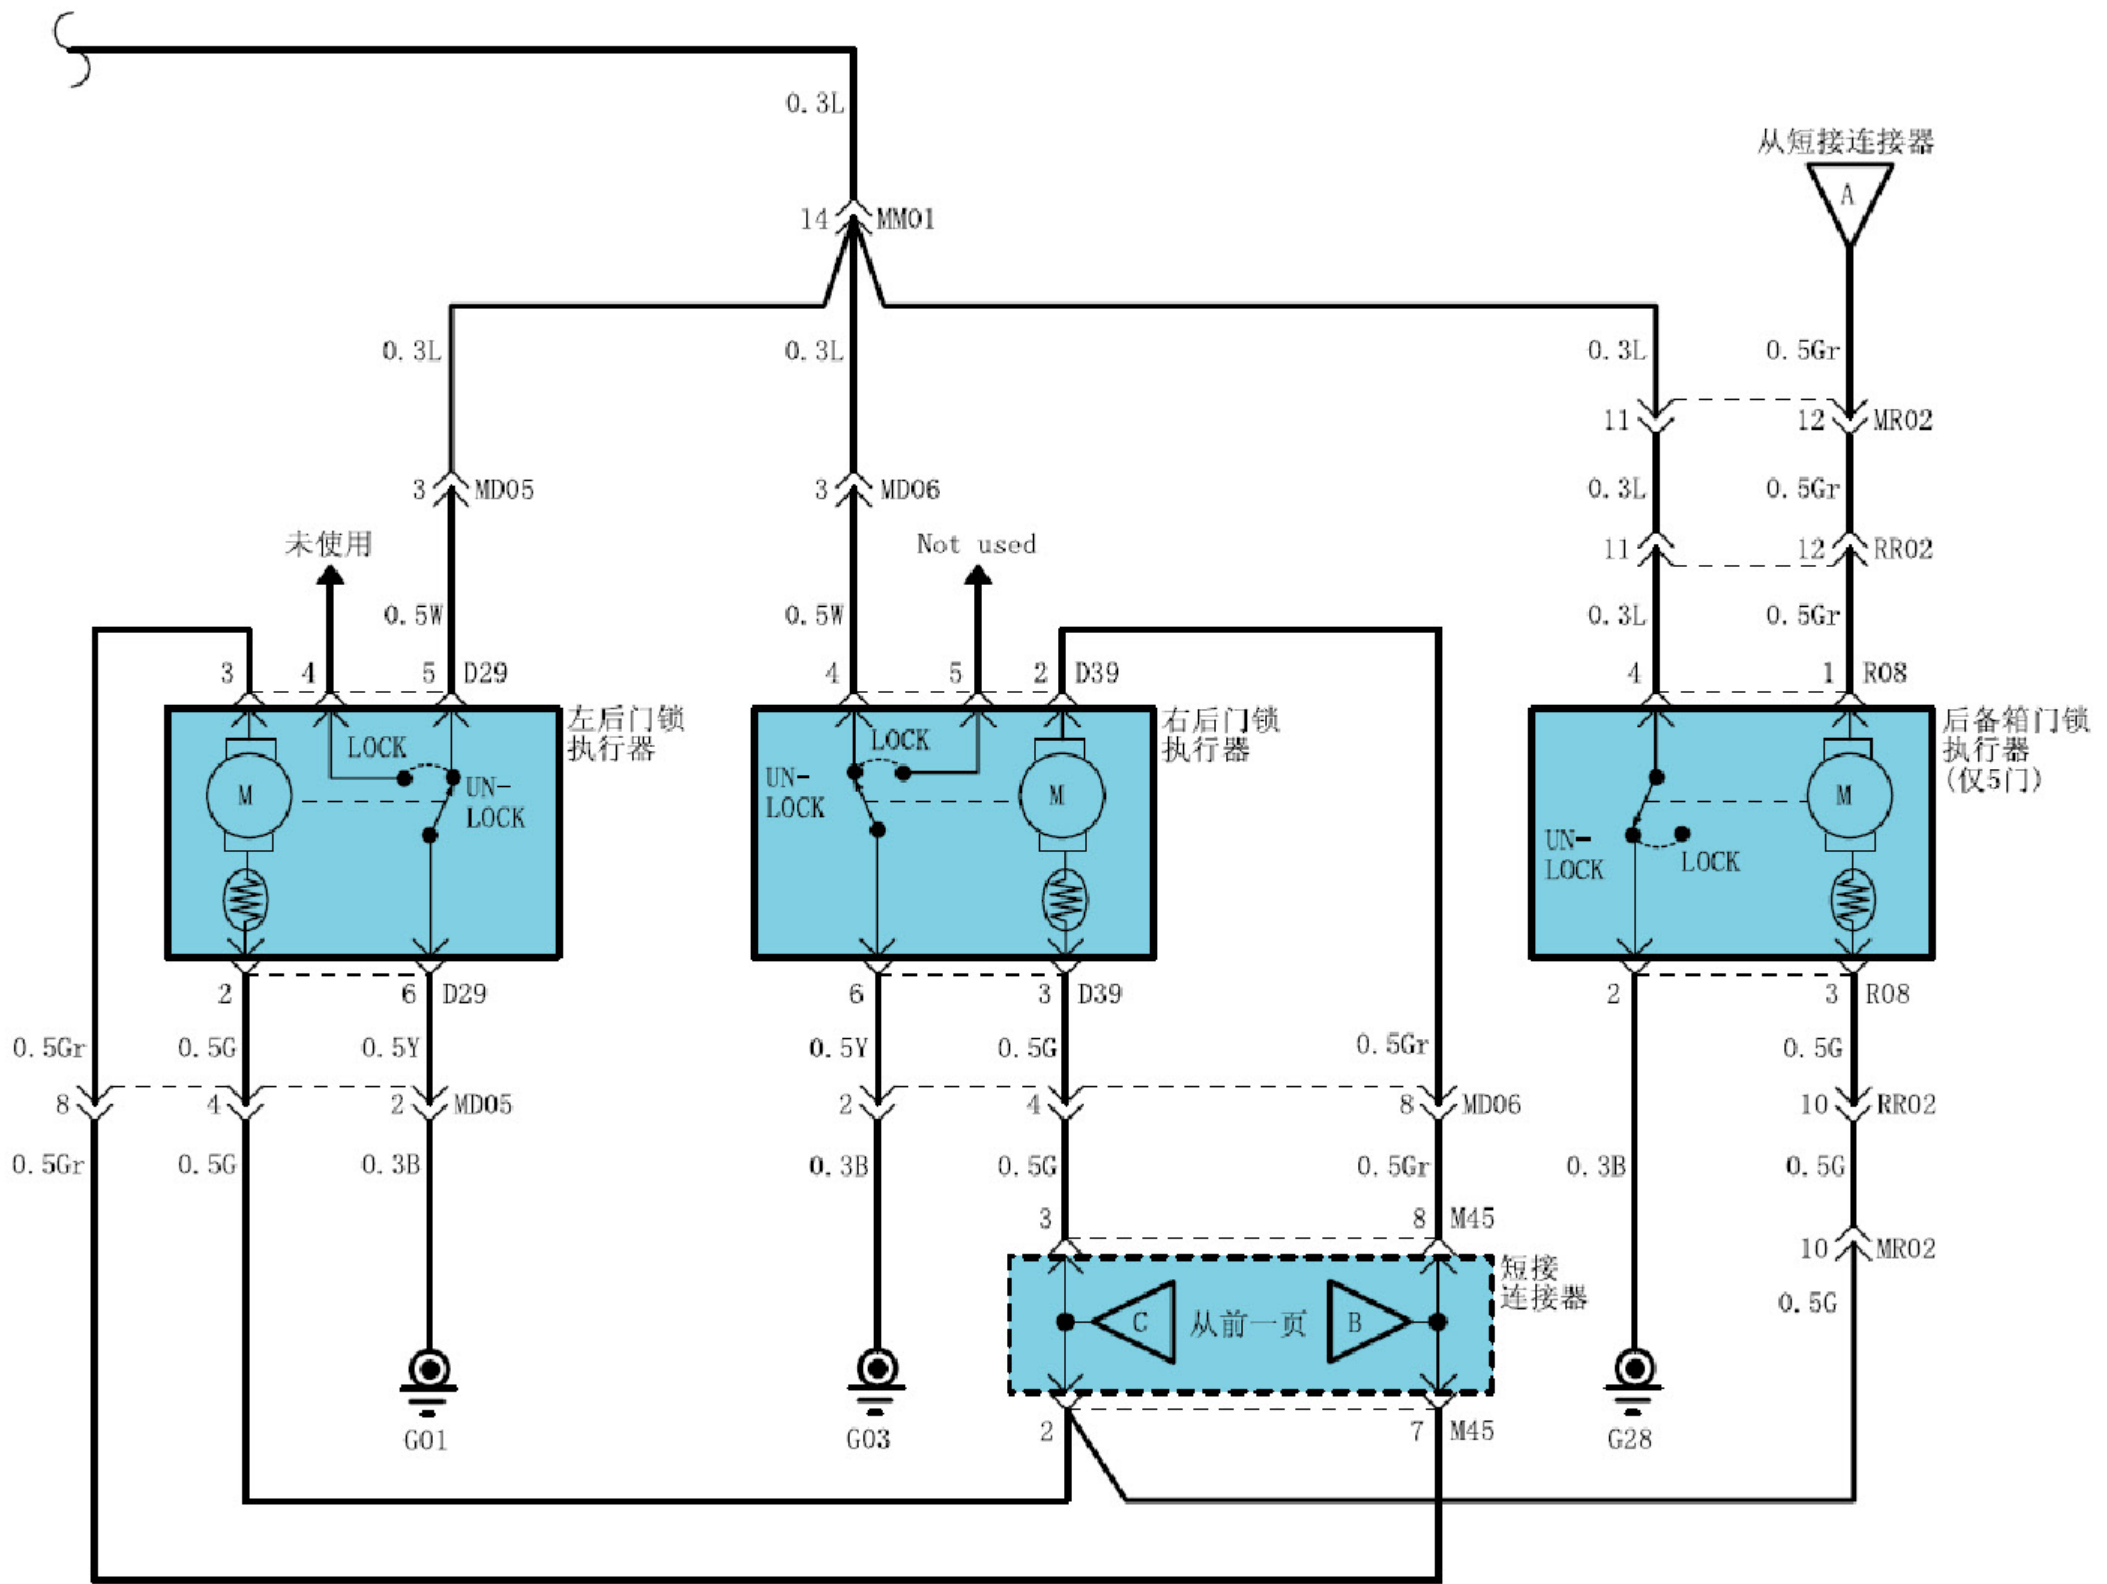 0.3L
从短接连接器
A
14 MM01
0.3L 0.3L 0.3L 0.5Gr
11 12 MR02
3 MD05 3 MD06 0.3L 0.5Gr
未使用 Not used 11 12 RR02
0.5W 0.5W 0.3L 0.5Gr
3 4 5 D29 4 5 2 D39 4 1 R08
左后门锁
执行器
右后门锁
执行器
后备箱门锁
执行器
(仅5门)
LOCK
M
UN-
LOCK
LOCK
UN-
LOCK
M
M
UN-
LOCK
LOCK
2 6 D29 6 3 D39 2 3 R08
0.5Gr 0.5G 0.5Y 0.5Y 0.5G 0.5Gr 0.5G
8 4 2 MD05 2 4 8 MD06 10 RR02
0.5Gr 0.5G 0.3B 0.3B 0.5G 0.5Gr 0.3B 0.5G
3 8 M45
10 MR02
短接
连接器
0.5G
C 从前一页 B
2 7 M45
G01 G03 G28